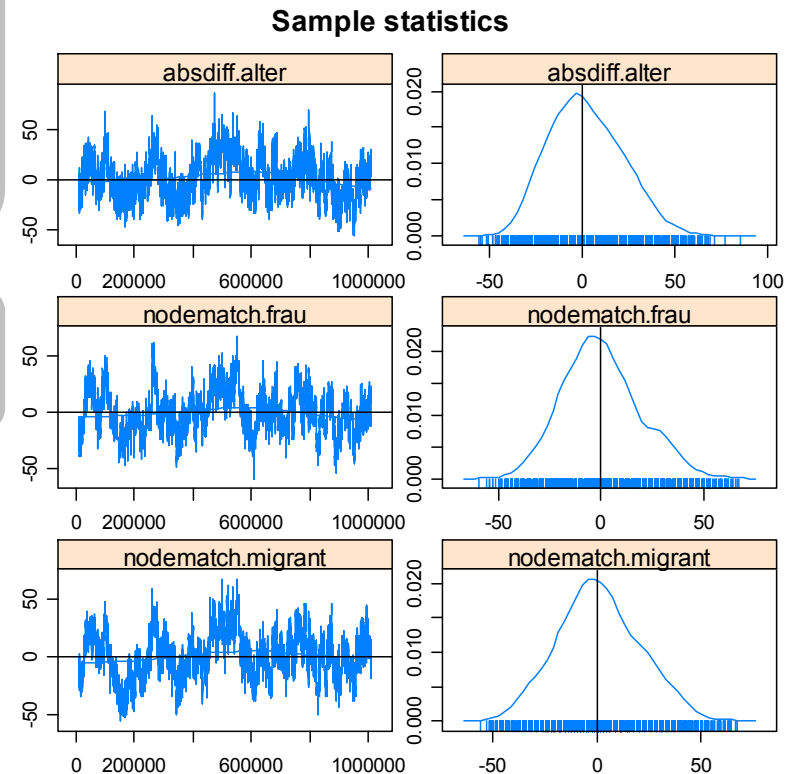 Sample statistics
absdiff.alter absdiff.alter
-50 0 50
0.000 0.010 0.020
0 200000 600000 1000000
-50 0 50 100
nodematch.frau nodematch.frau
-50 0 50
0.000 0.010 0.020
0 200000 600000 1000000
-50 0 50
nodematch.migrant nodematch.migrant
-50 0 50
0.000 0.010 0.020
0 200000 600000 1000000
-50 0 50